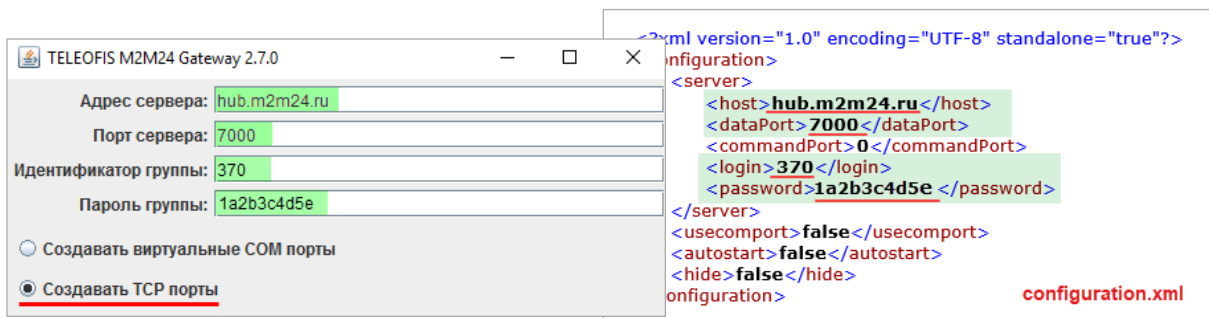 TELEOFIS M2M24 Gateway 2.7.0
Адрес сервера: hub.m2m24.ru
Порт сервера: 7000
Идентификатор группы: 370
Пароль группы: 1a2b3c4d5e
Создавать виртуальные COM порты
Создавать TCP порты
<?xml version="1.0" encoding="UTF-8" standalone="true"?>
onfiguration>
<server>
<host>hub.m2m24.ru</host>
<dataPort>7000</dataPort>
<commandPort>0</commandPort>
<login>370</login>
<password>1a2b3c4d5e </password>
</server>
<usecomport>false</usecomport>
<autostart>false</autostart>
<hide>false</hide>
onfiguration>
configuration.xml